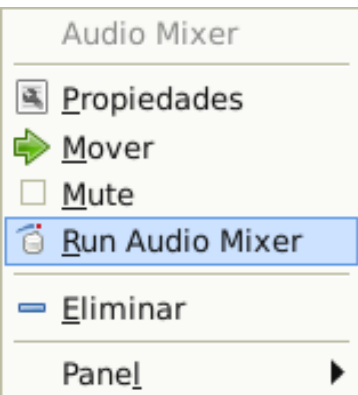 Audio Mixer
Propiedades
Mover
Mute
Run Audio Mixer
Eliminar
Panel